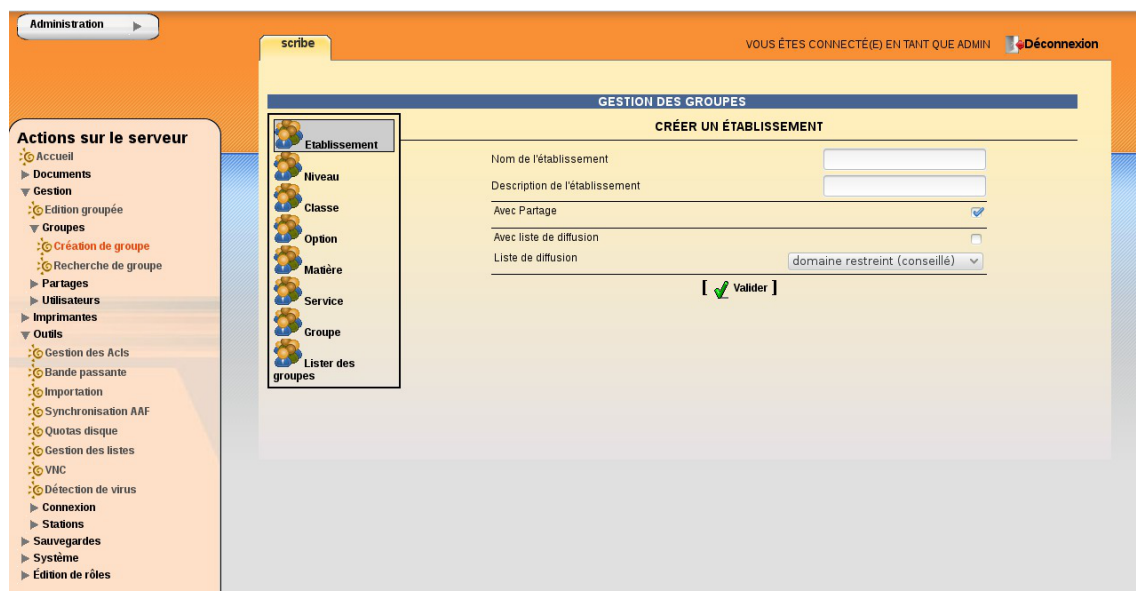 Administration
scribe
VOUS ÊTES CONNECTÉ(E) EN TANT QUE ADMIN
Déconnexion
Actions sur le serveur
Accueil
Documents
Gestion
Edition groupée
Groupes
Création de groupe
Recherche de groupe
Partages
Utilisateurs
Imprimantes
Outils
Gestion des Acls
Bande passante
Importation
Synchronisation AAF
Quotas disque
Gestion des listes
VNC
Détection de virus
Connexion
Stations
Sauvegardes
Système
Édition de rôles
GESTION DES GROUPES
Etablissement
Niveau
Classe
Option
Matière
Service
Groupe
Lister des
groupes
CRÉER UN ÉTABLISSEMENT
Nom de l'établissement
Description de l'établissement
Avec Partage
Avec liste de diffusion
Liste de diffusion
domaine restreint (conseillé)
[ Valider ]